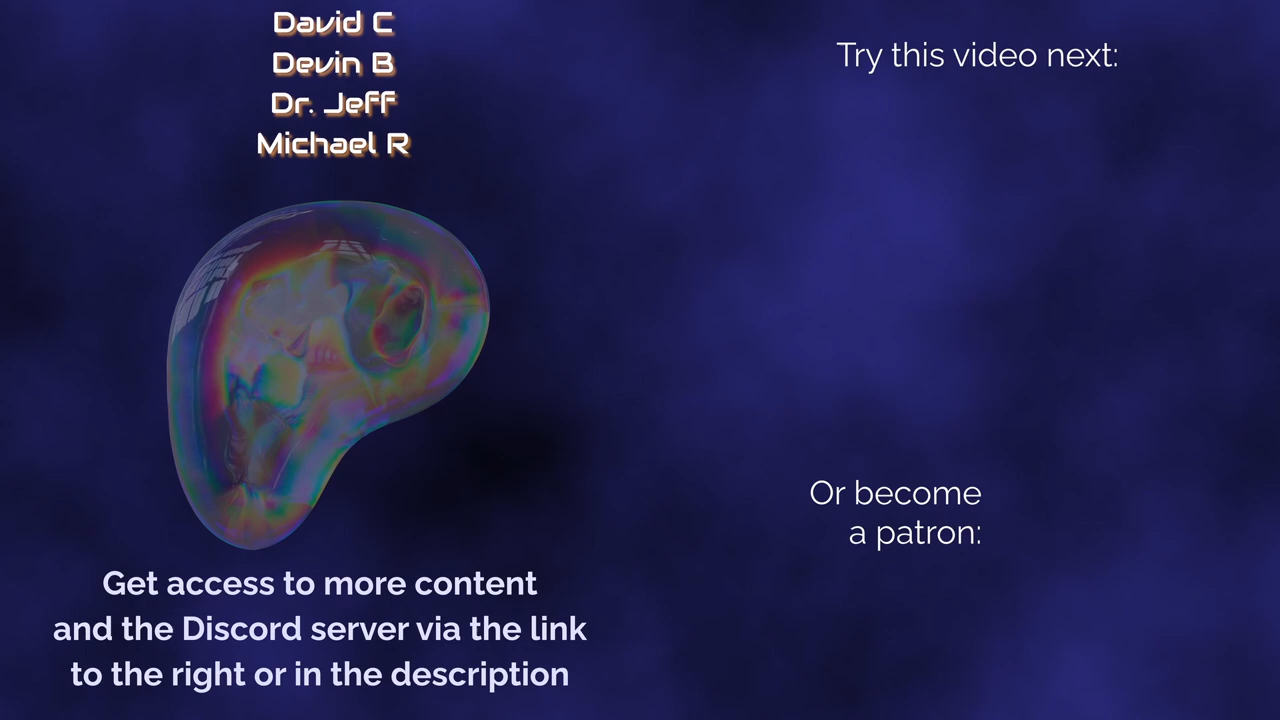 David C
Devin B
Dr. Jeff
Michael R
Try this video next:
Or become
a patron:
Get access to more content
and the Discord server via the link
to the right or in the description